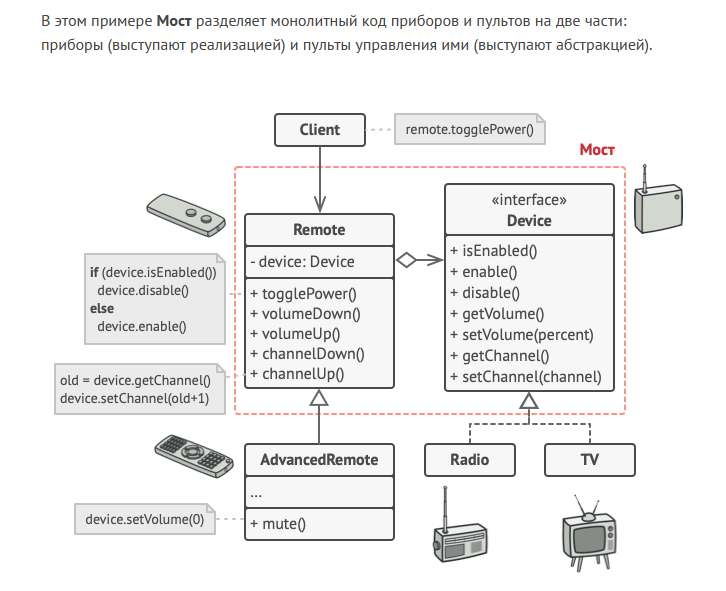 В этом примере Мост разделяет монолитный код приборов и пультов на две части:
приборы (выступают реализацией) и пульты управления ими (выступают абстракцией).
Client
remote.togglePower()
Мост
«interface»
Device
+ isEnabled()
+ enable()
+ disable()
+ getVolume()
+ setVolume(percent)
+ getChannel()
+ setChannel(channel)
Remote
- device: Device
+ togglePower()
+ volumeDown()
+ volumeUp()
+ channelDown()
+ channelUp()
if (device.isEnabled())
device.disable()
else
device.enable()
old = device.getChannel()
device.setChannel(old+1)
AdvancedRemote
...
+ mute()
device.setVolume(0)
Radio
TV